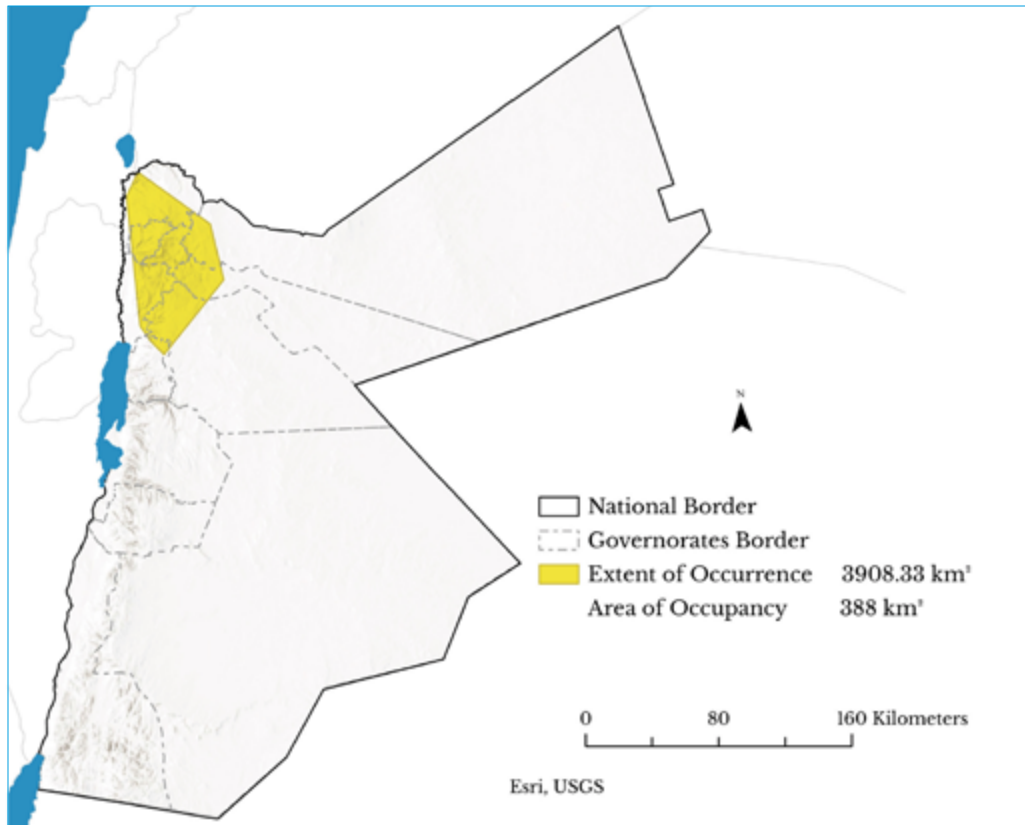 N
National Border
Governorates Border
Extent of Occurrence 3908.33 km²
Area of Occupancy 388 km²
0 80 160 Kilometers
Esri, USGS